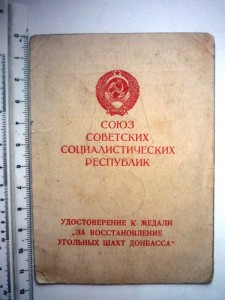 СОЮЗ
СОВЕТСКИХ
СОЦИАЛИСТИЧЕСКИХ
РЕСПУБЛИК
УДОСТОВЕРЕНИЕ К МЕДАЛИ
„ЗА ВОССТАНОВЛЕНИЕ
УГОЛЬНЫХ ШАХТ ДОНБАССА“